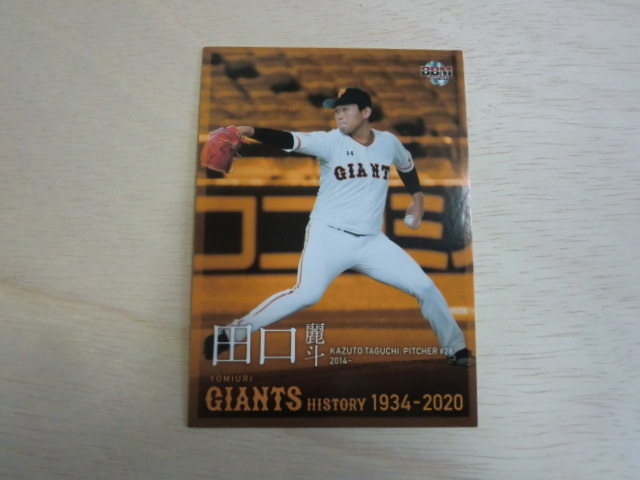 BBM
GIANT
田口 麗斗
KAZUTO TAGUCHI, PITCHER #28
2014~
YOMIURI
GIANTS HISTORY 1934-2020